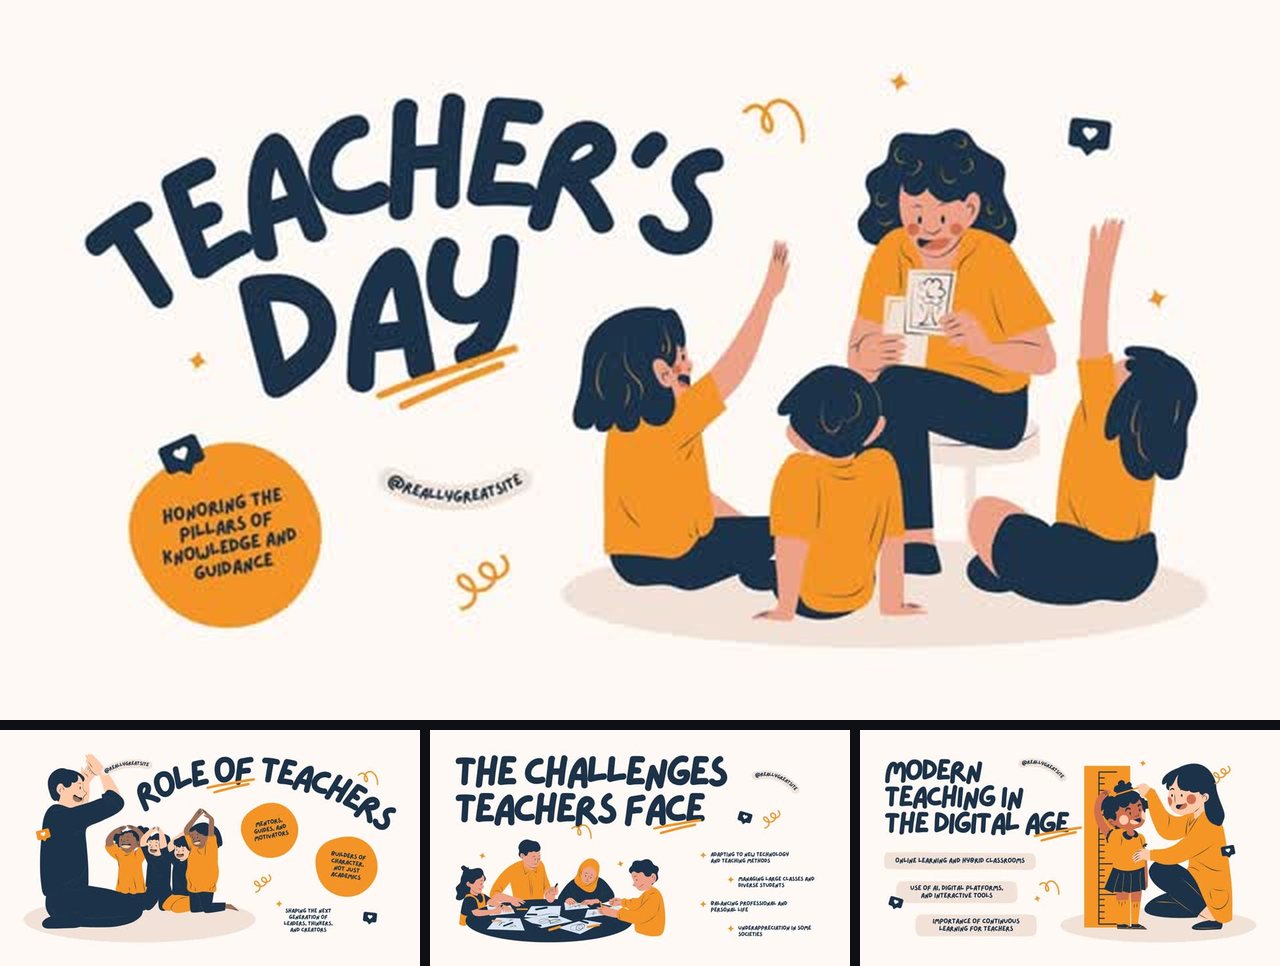 TEACHER'S
DAY
HONORING THE
PILLARS OF
KNOWLEDGE AND
GUIDANCE
@REALLYGREATSITE
@REALLYGREATSITE
ROLE OF TEACHERS
MENTORS,
GUIDES, AND
MOTIVATORS
BUILDERS OF
CHARACTER,
NOT JUST
ACADEMICS
SHAPING THE NEXT
GENERATION OF
LEADERS, THINKERS,
AND CREATORS
THE CHALLENGES
TEACHERS FACE
@REALLYGREATSITE
ADAPTING TO NEW TECHNOLOGY
AND TEACHING METHODS
MANAGING LARGE CLASSES AND
DIVERSE STUDENTS
BALANCING PROFESSIONAL AND
PERSONAL LIFE
UNDERAPPRECIATION IN SOME
SOCIETIES
MODERN
TEACHING IN
THE DIGITAL AGE
@REALLYGREATSITE
ONLINE LEARNING AND HYBRID CLASSROOMS
USE OF AI, DIGITAL PLATFORMS,
AND INTERACTIVE TOOLS
IMPORTANCE OF CONTINUOUS
LEARNING FOR TEACHERS